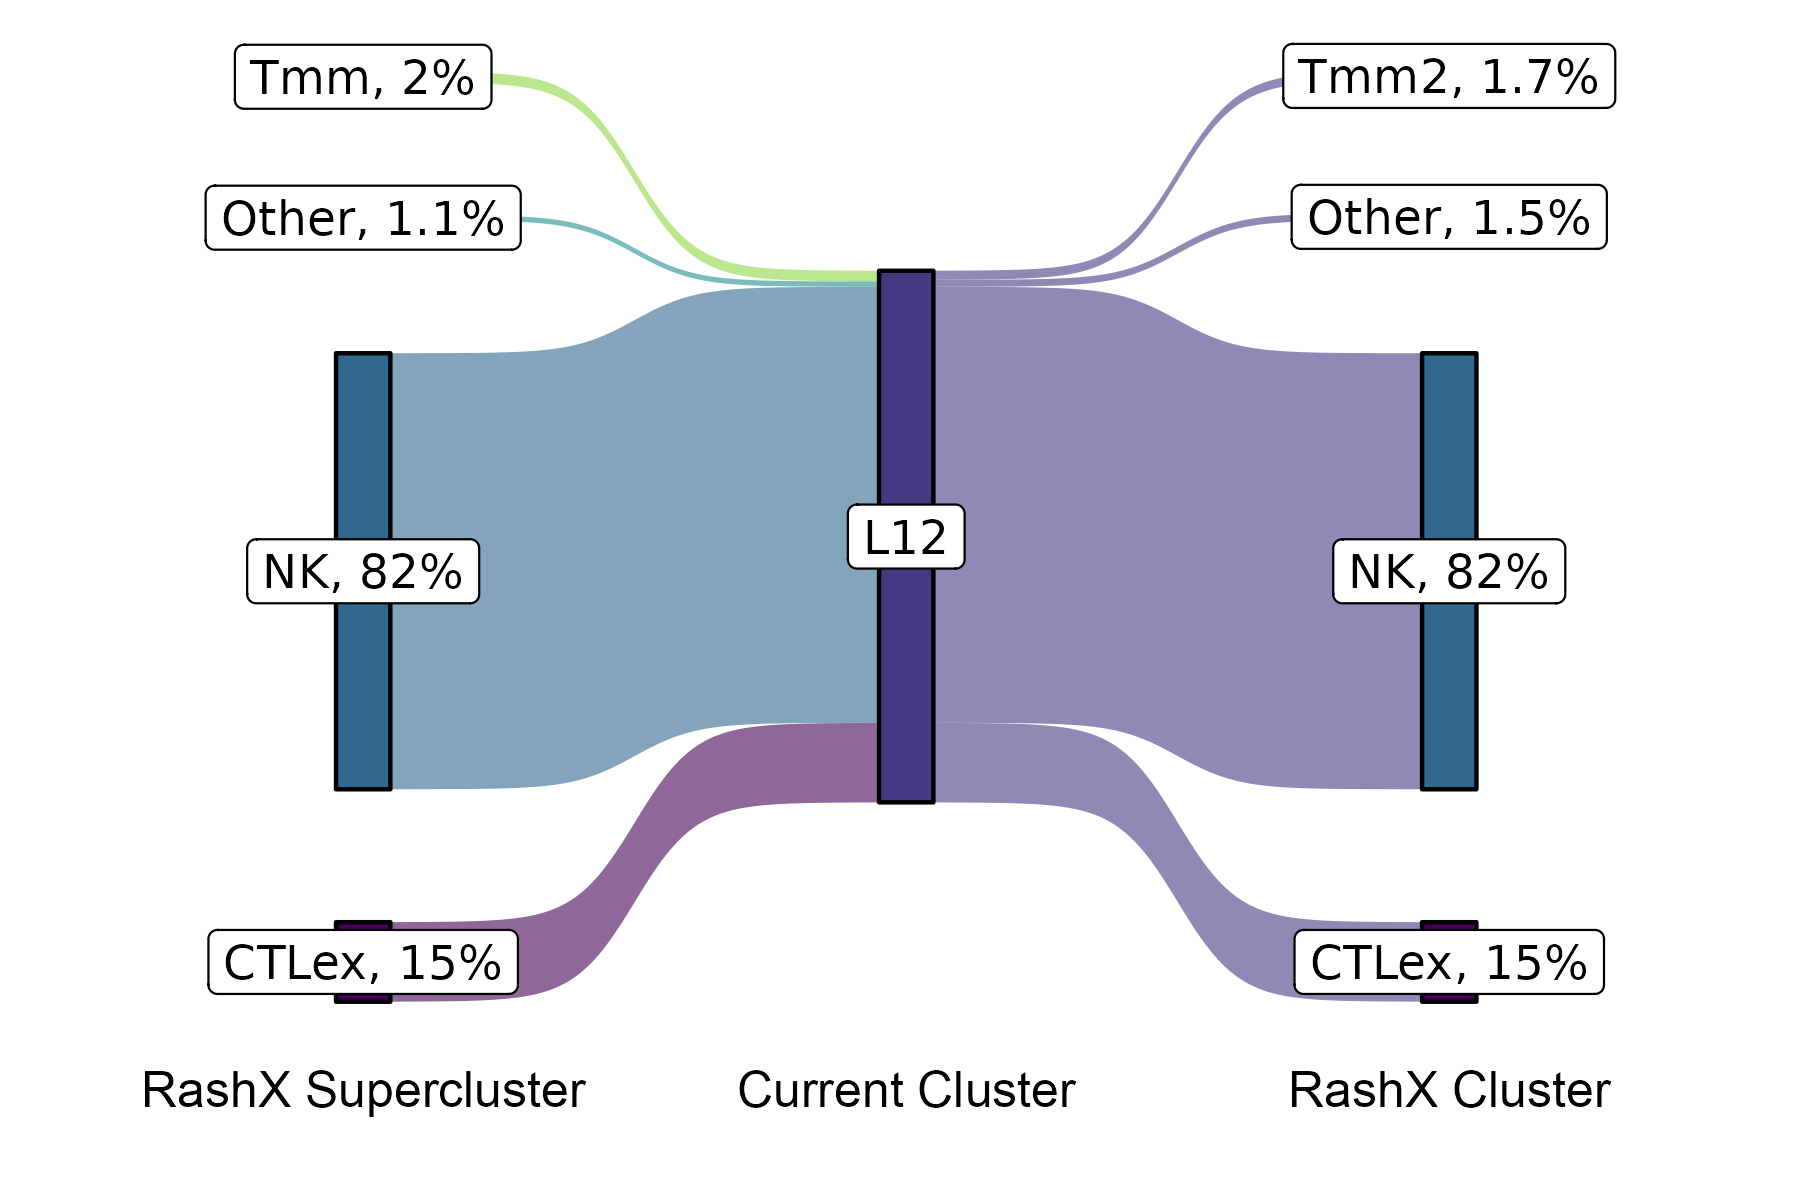 Tmm, 2%
Tmm2, 1.7%
Other, 1.1%
Other, 1.5%
L12
NK, 82%
NK, 82%
CTLex, 15%
CTLex, 15%
RashX Supercluster
Current Cluster
RashX Cluster